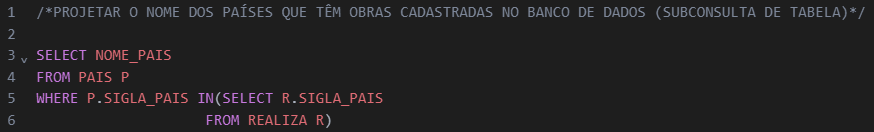 1 /*PROJETAR O NOME DOS PAÍSES QUE TÊM OBRAS CADASTRADAS NO BANCO DE DADOS (SUBCONSULTA DE TABELA)*/
2
3 SELECT NOME_PAIS
4 FROM PAIS P
5 WHERE P.SIGLA_PAIS IN(SELECT R.SIGLA_PAIS
6 FROM REALIZA R)